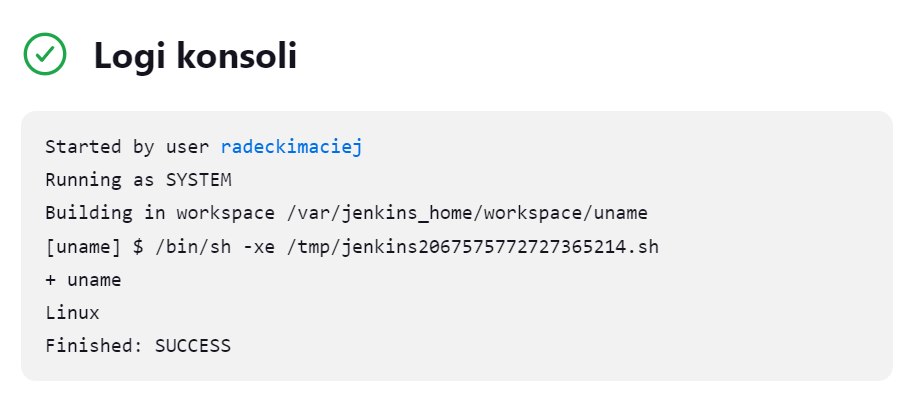 Logi konsoli
Started by user radeckimaciej
Running as SYSTEM
Building in workspace /var/jenkins_home/workspace/uname
[uname] $ /bin/sh -xe /tmp/jenkins2067575772727365214.sh
+ uname
Linux
Finished: SUCCESS